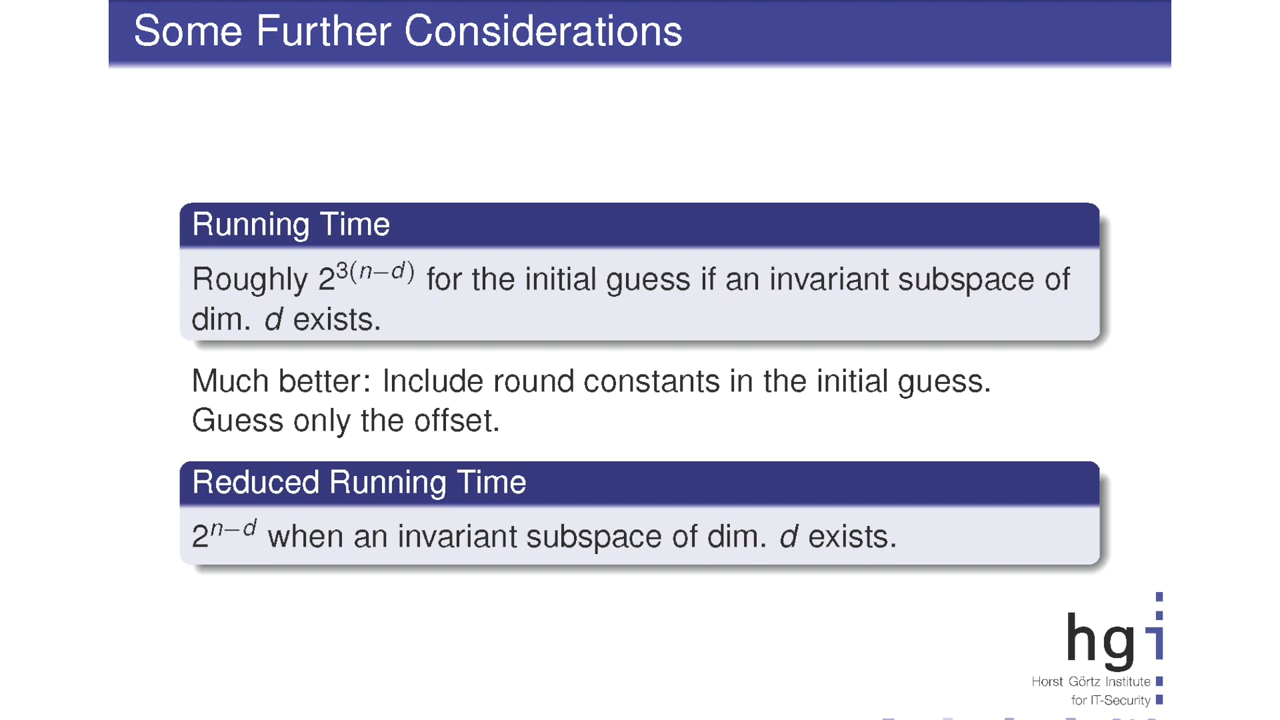 Some Further Considerations
Running Time
Roughly 2^{3(n−d)} for the initial guess if an invariant subspace of
dim. d exists.
Much better: Include round constants in the initial guess.
Guess only the offset.
Reduced Running Time
2^{n−d} when an invariant subspace of dim. d exists.
hgi
Horst Görtz Institute
for IT-Security